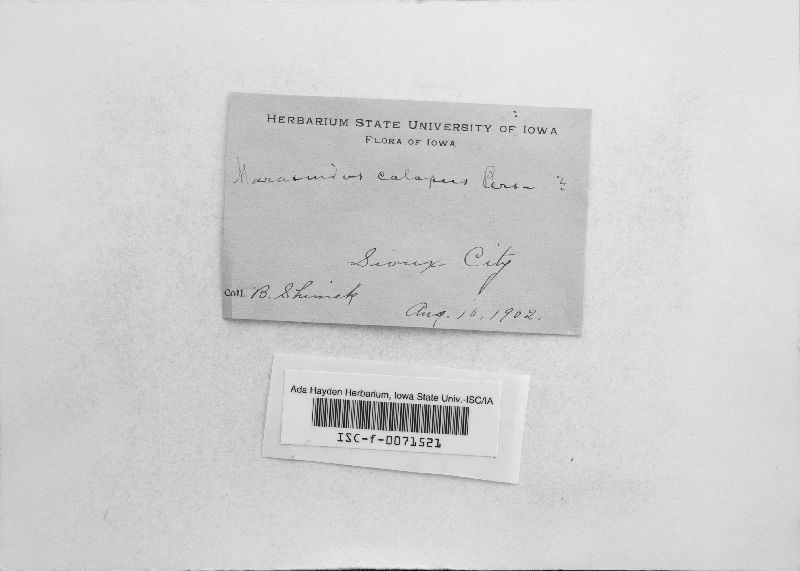 HERBARIUM STATE UNIVERSITY OF IOWA
FLORA OF IOWA
Marasmius calopus Pers- ?
Sioux City
Coll. B. Shimek
Aug. 10, 1902.
Ada Hayden Herbarium, Iowa State Univ.-ISC/IA
ISC-f-0071521